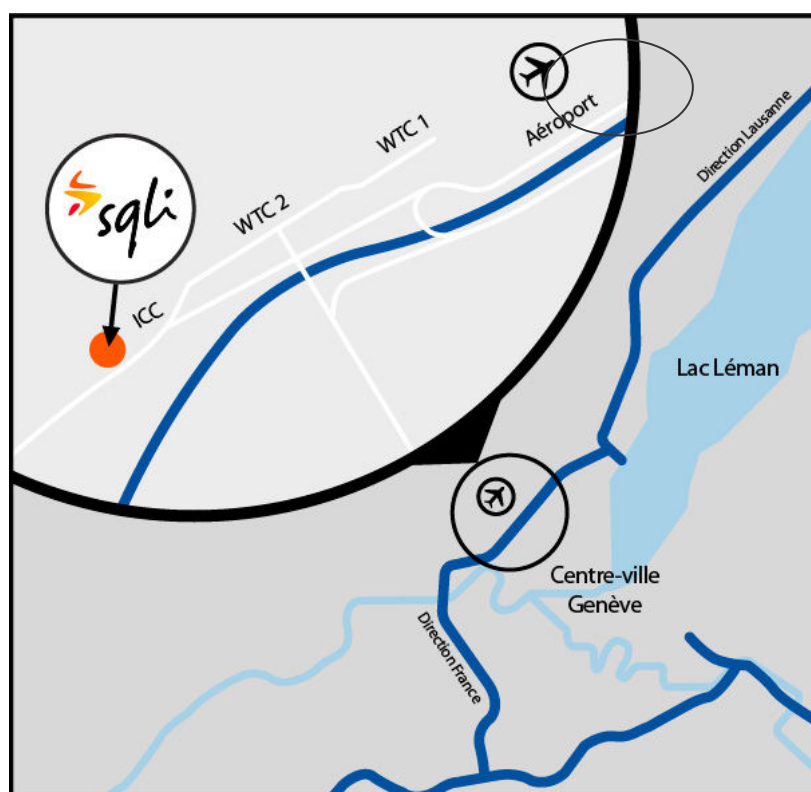 Aéroport
WTC 1
Direction Lausanne
sqli
WTC 2
ICC
Lac Léman
Centre-ville
Genève
Direction France